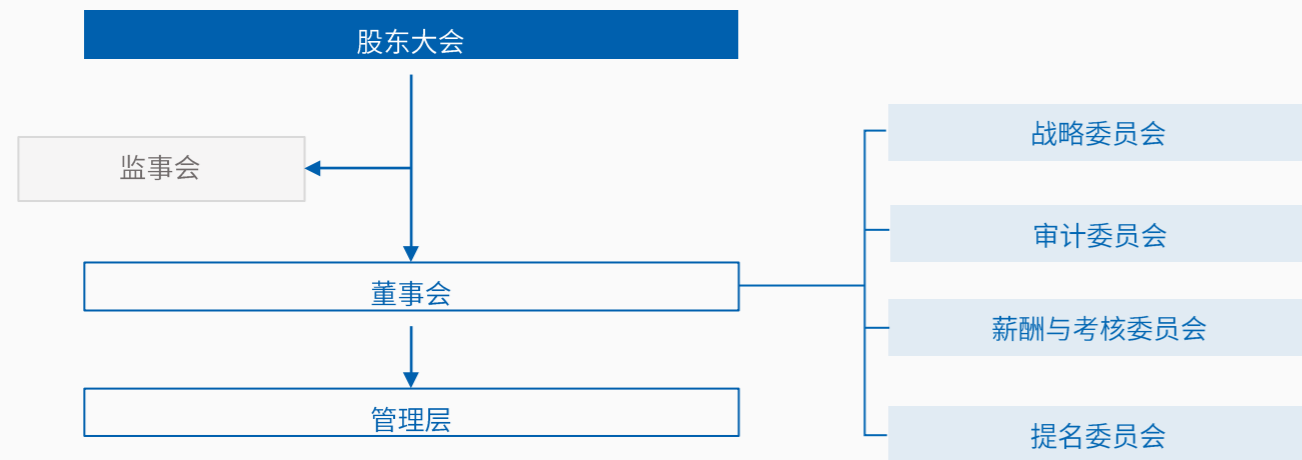 股东大会
监事会
董事会
管理层
战略委员会
审计委员会
薪酬与考核委员会
提名委员会